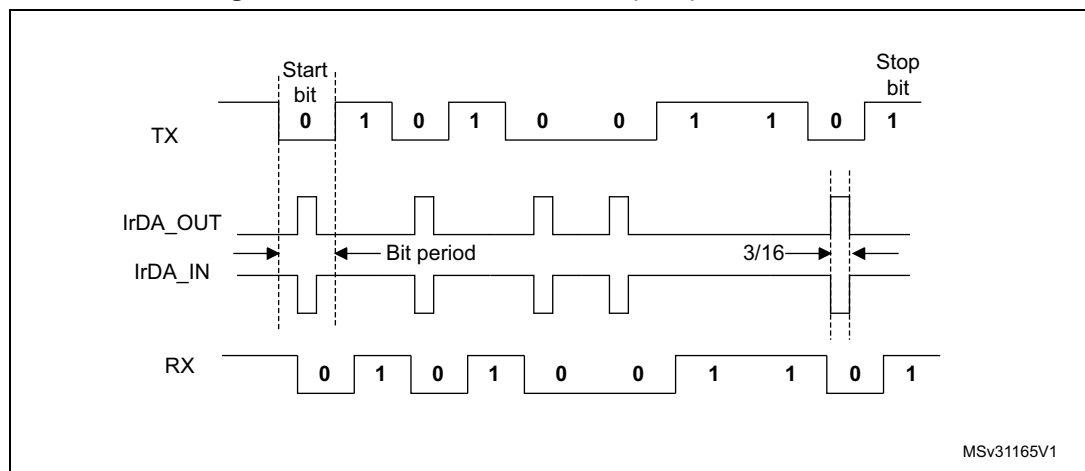 Start
bit
Stop
bit
TX
0 1 0 1 0 0 1 1 0 1
IrDA_OUT
Bit period
3/16
IrDA_IN
RX
0 1 0 1 0 0 1 1 0 1
MSv31165V1